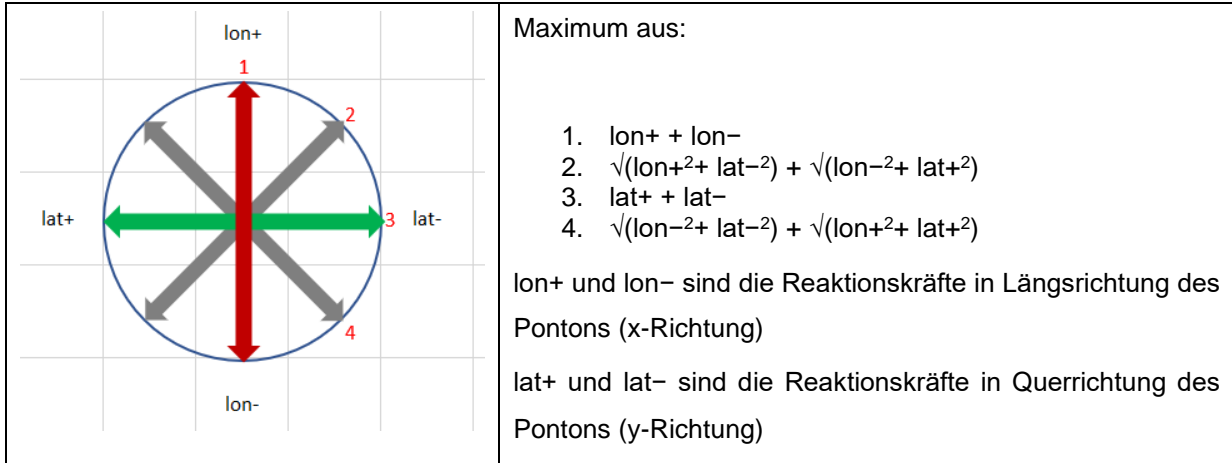 lon+
1
2
lat+
3
lat-
4
lon-
Maximum aus:
1. lon+ + lon−
2. √(lon+²+ lat−²) + √(lon−²+ lat+²)
3. lat+ + lat−
4. √(lon−²+ lat−²) + √(lon+²+ lat+²)
lon+ und lon− sind die Reaktionskräfte in Längsrichtung des
Pontons (x-Richtung)
lat+ und lat− sind die Reaktionskräfte in Querrichtung des
Pontons (y-Richtung)